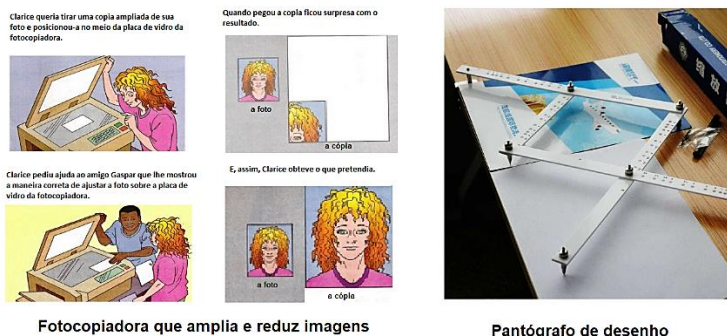 Clarice queria tirar uma copia ampliada de sua
foto e posicionou-a no meio da placa de vidro da
fotocopiadora.
Quando pegou a copia ficou surpresa com o
resultado.
a foto
a cópia
Clarice pediu ajuda ao amigo Gaspar que lhe mostrou
a maneira correta de ajustar a foto sobre a placa de
vidro da fotocopiadora.
E, assim, Clarice obteve o que pretendia.
a foto
a cópia
Fotocopiadora que amplia e reduz imagens
Pantógrafo de desenho